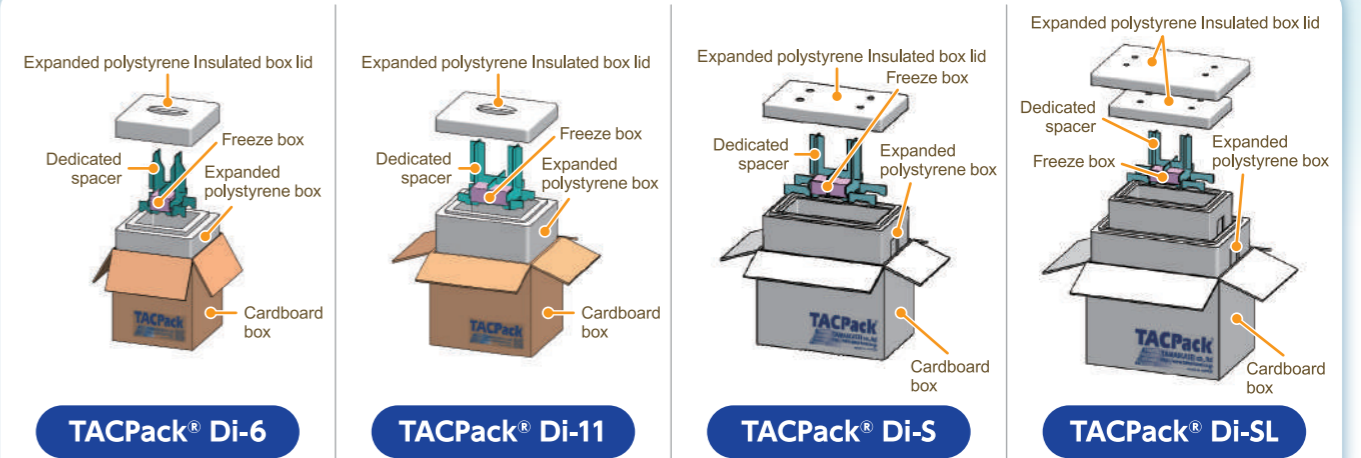 Expanded polystyrene Insulated box lid
Freeze box
Dedicated
spacer
Expanded
polystyrene box
TACPack
Cardboard
box
TACPack® Di-6
Expanded polystyrene Insulated box lid
Freeze box
Dedicated
spacer
Expanded
polystyrene box
TACPack
Cardboard
box
TACPack® Di-11
Expanded polystyrene Insulated box lid
Freeze box
Dedicated
spacer
Expanded
polystyrene box
TACPack
Cardboard
box
TACPack® Di-S
Expanded polystyrene Insulated box lid
Dedicated
spacer
Expanded
polystyrene box
Freeze box
TACPack
Cardboard
box
TACPack® Di-SL